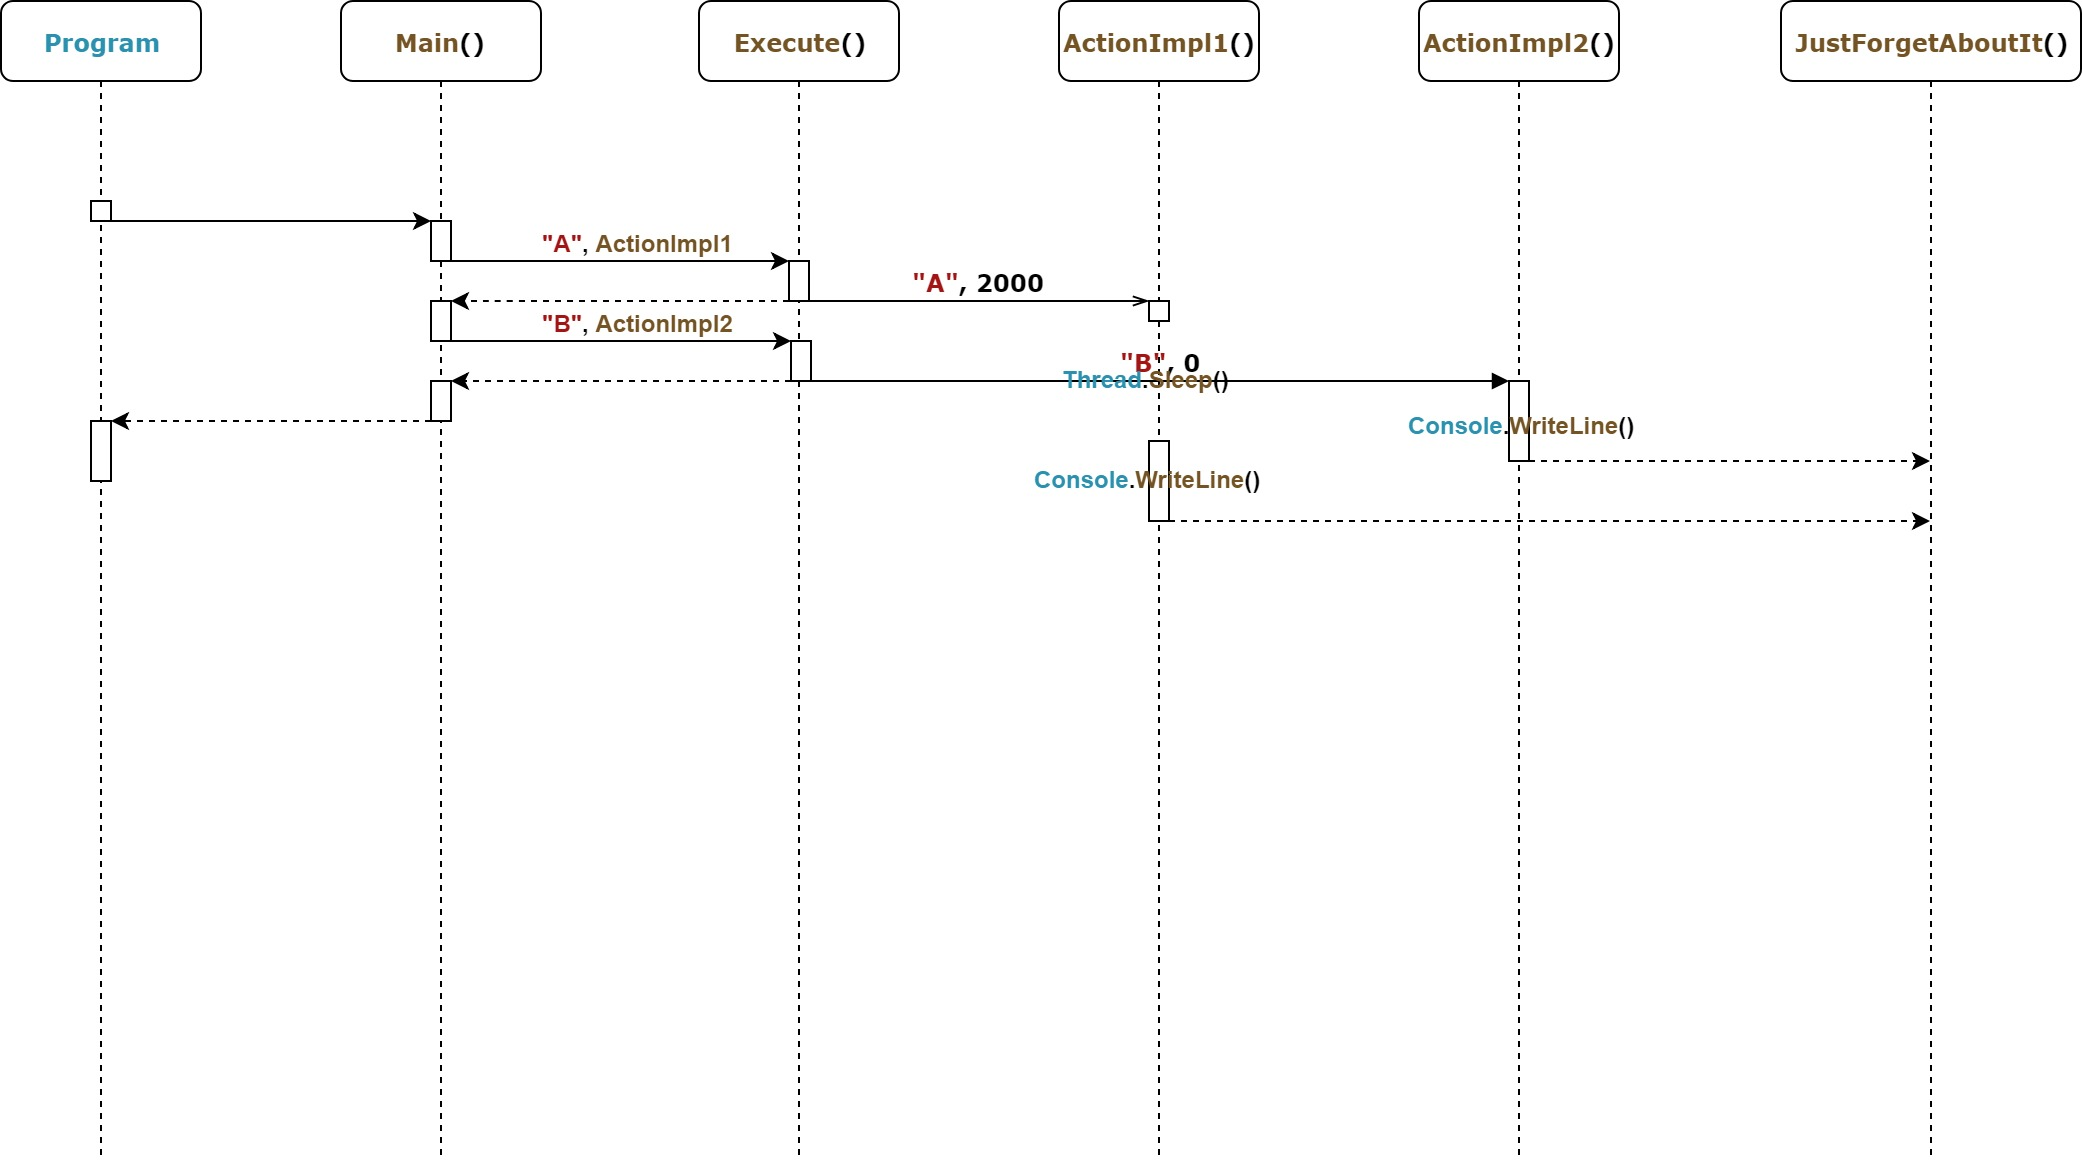 Program
Main()
Execute()
ActionImpl1()
ActionImpl2()
JustForgetAboutIt()
"A", ActionImpl1
"A", 2000
"B", ActionImpl2
"B", 0
Thread.Sleep()
Console.WriteLine()
Console.WriteLine()